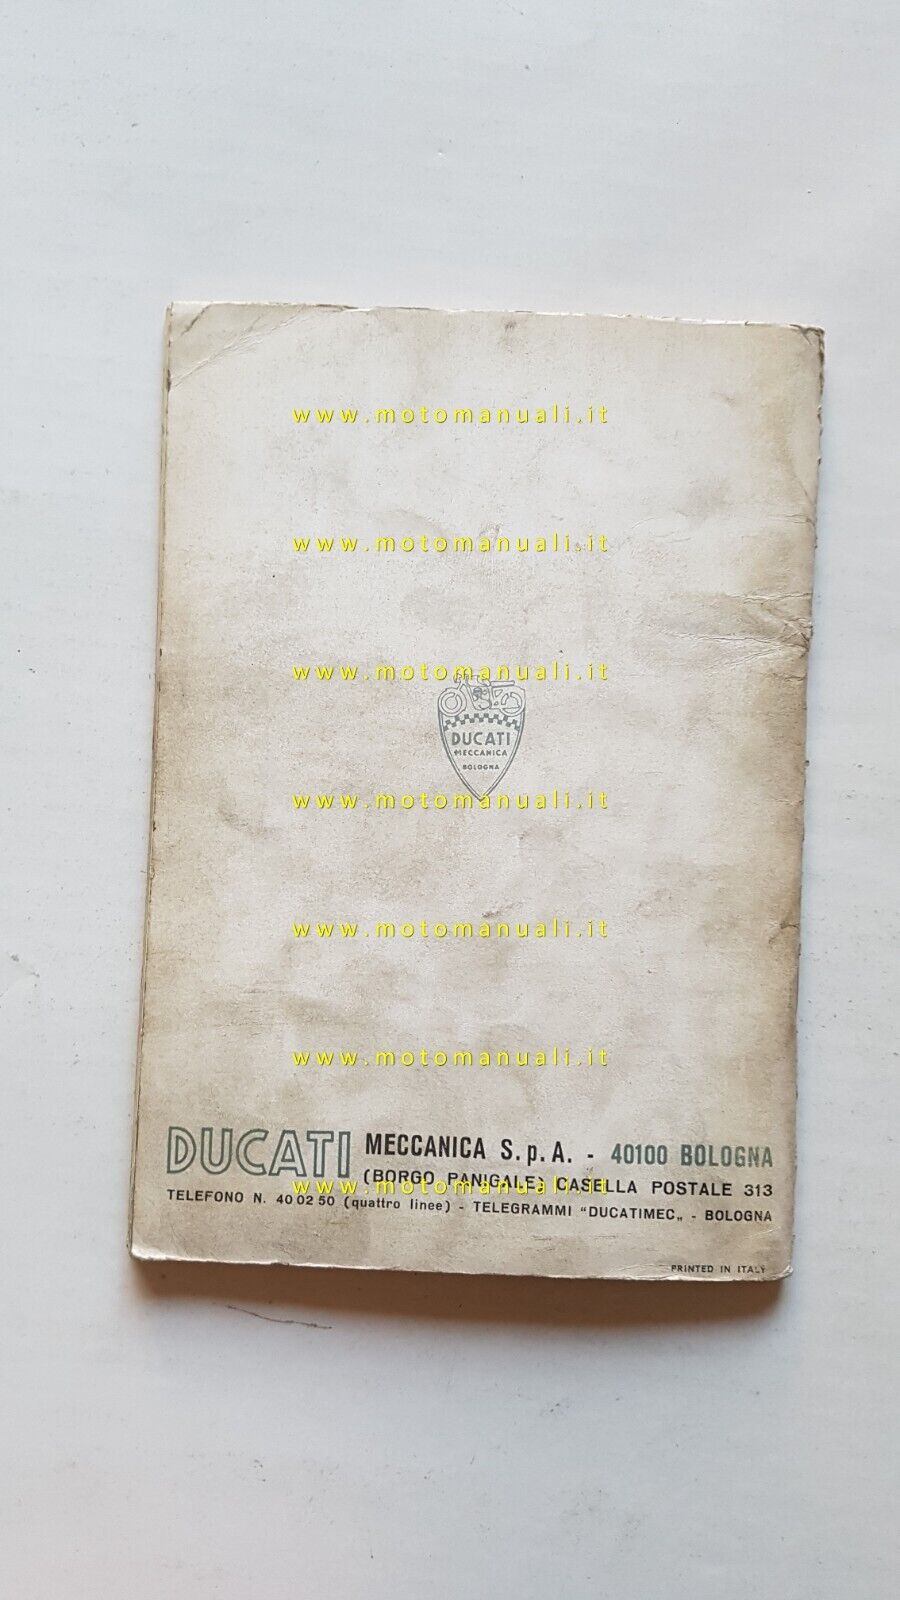 www.motomanuali.it
www.motomanuali.it
www.motomanuali.it
DUCATI
MECCANICA
BOLOGNA
www.motomanuali.it
www.motomanuali.it
www.motomanuali.it
DUCATI MECCANICA S.p.A. - 40100 BOLOGNA
(BORGO PANIGALE) CASELLA POSTALE 313
www.motomanuali.it
TELEFONO N. 40 02 50 (quattro linee) - TELEGRAMMI "DUCATIMEC„ - BOLOGNA
PRINTED IN ITALY